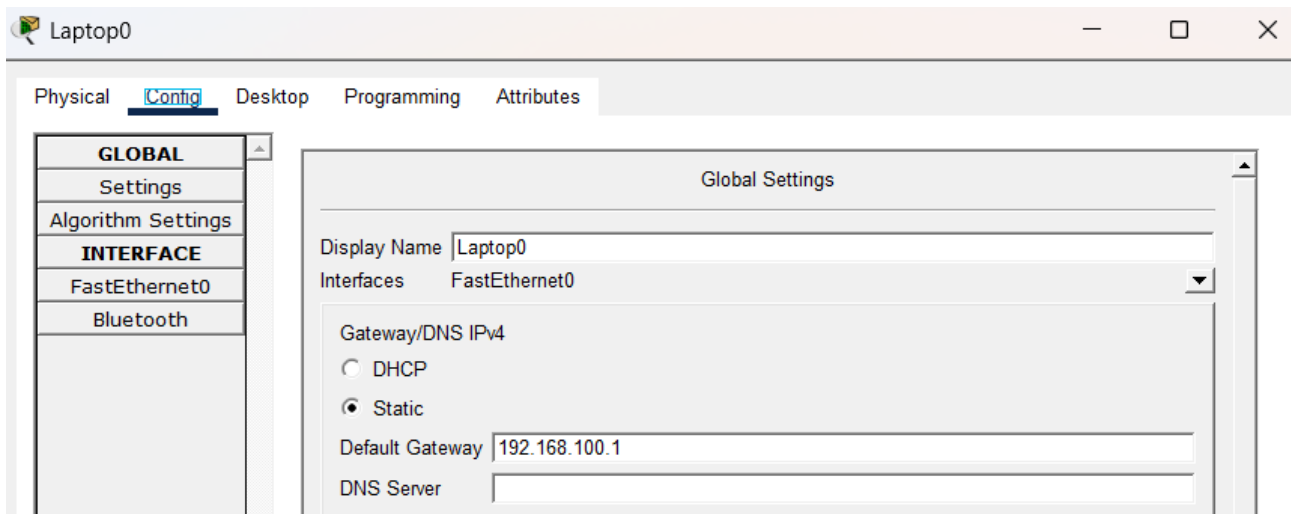 Laptop0
Physical Config Desktop Programming Attributes
GLOBAL
Settings
Algorithm Settings
INTERFACE
FastEthernet0
Bluetooth
Global Settings
Display Name Laptop0
Interfaces FastEthernet0
Gateway/DNS IPv4
DHCP
Static
Default Gateway 192.168.100.1
DNS Server